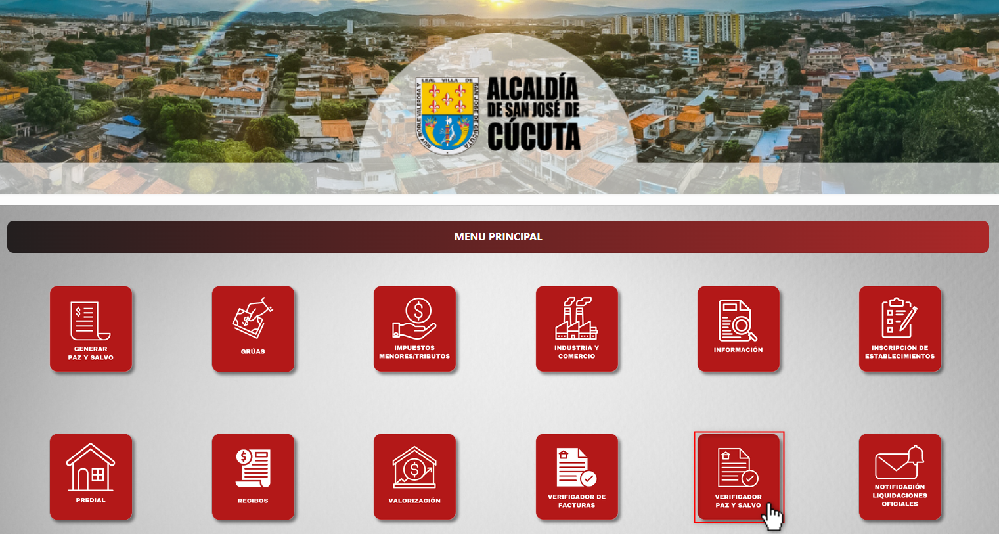 LEAL VILLA DE
MUY NOBLE VALEROSA Y
SAN JOSE DE CUCUTA
ALCALDÍA
DE SAN JOSÉ DE
CÚCUTA
MENU PRINCIPAL
GENERAR
PAZ Y SALVO
GRÚAS
IMPUESTOS
MENORES/TRIBUTOS
INDUSTRIA Y
COMERCIO
INFORMACIÓN
INSCRIPCIÓN DE
ESTABLECIMIENTOS
PREDIAL
RECIBOS
VALORIZACIÓN
VERIFICADOR DE
FACTURAS
VERIFICADOR
PAZ Y SALVO
NOTIFICACIÓN
LIQUIDACIONES
OFICIALES